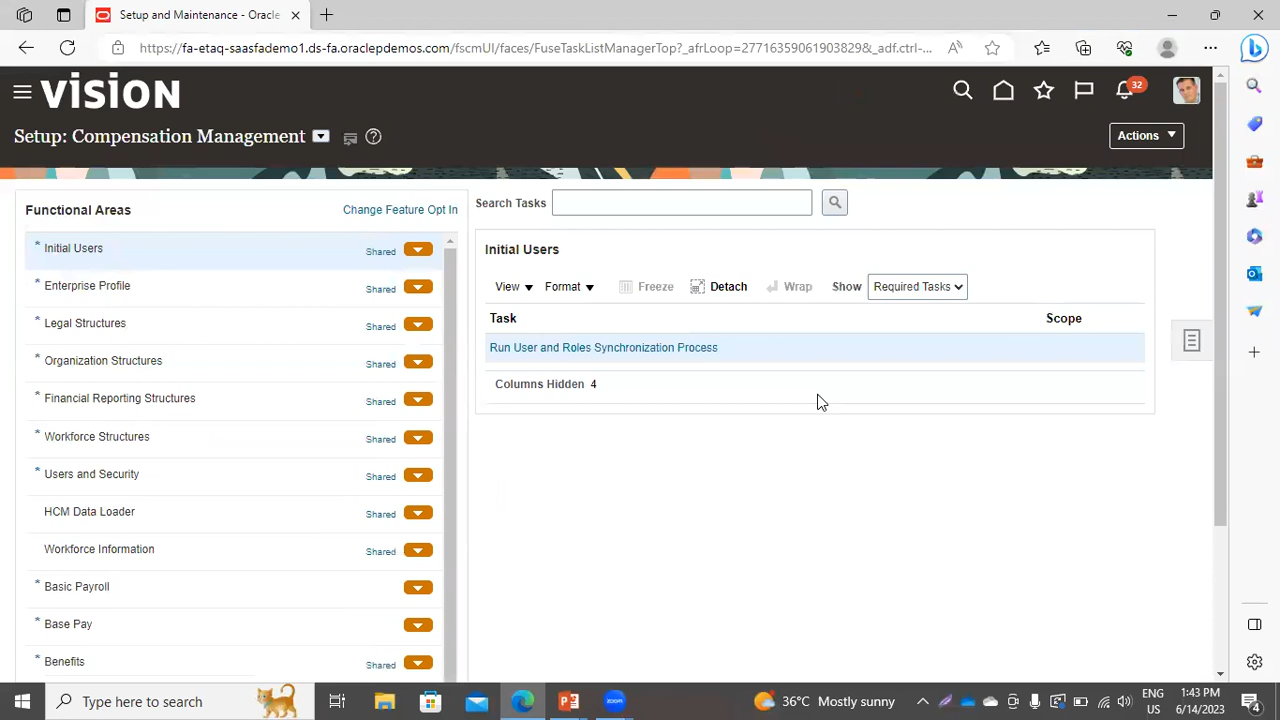 Setup and Maintenance - Oracle
https://fa-etaq-saasfademo1.ds-fa.oraclepdemos.com/fscmUI/faces/FuseTaskListManagerTop?_afrLoop=277163590619038298&_adf.ctrl-...
VISION
32
Setup: Compensation Management
Actions
Functional Areas
Change Feature Opt In
Search Tasks
* Initial Users Shared
* Enterprise Profile Shared
* Legal Structures Shared
* Organization Structures Shared
* Financial Reporting Structures Shared
* Workforce Structures Shared
* Users and Security Shared
HCM Data Loader Shared
Workforce Information Shared
* Basic Payroll
* Base Pay
* Benefits Shared
Initial Users
View Format Freeze Detach Wrap Show Required Tasks
Task Scope
Run User and Roles Synchronization Process
Columns Hidden 4
Type here to search
zoom
36°C Mostly sunny
ENG
US
1:43 PM
6/14/2023
4